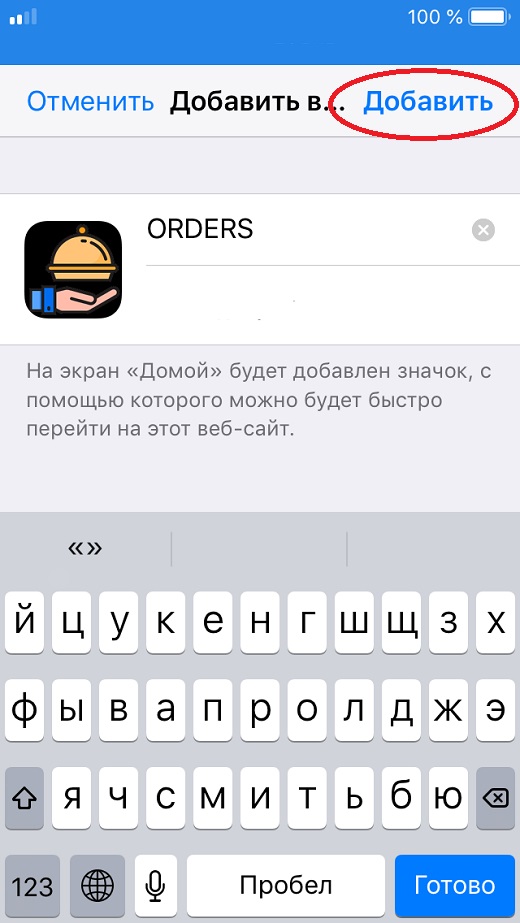 100 %
Отменить Добавить в... Добавить
ORDERS
На экран «Домой» будет добавлен значок, с
помощью которого можно будет быстро
перейти на этот веб-сайт.
«»
й ц у к е н г ш щ з х
ф ы в а п р о л д ж э
я ч с м и т ь б ю
123 Пробел Готово